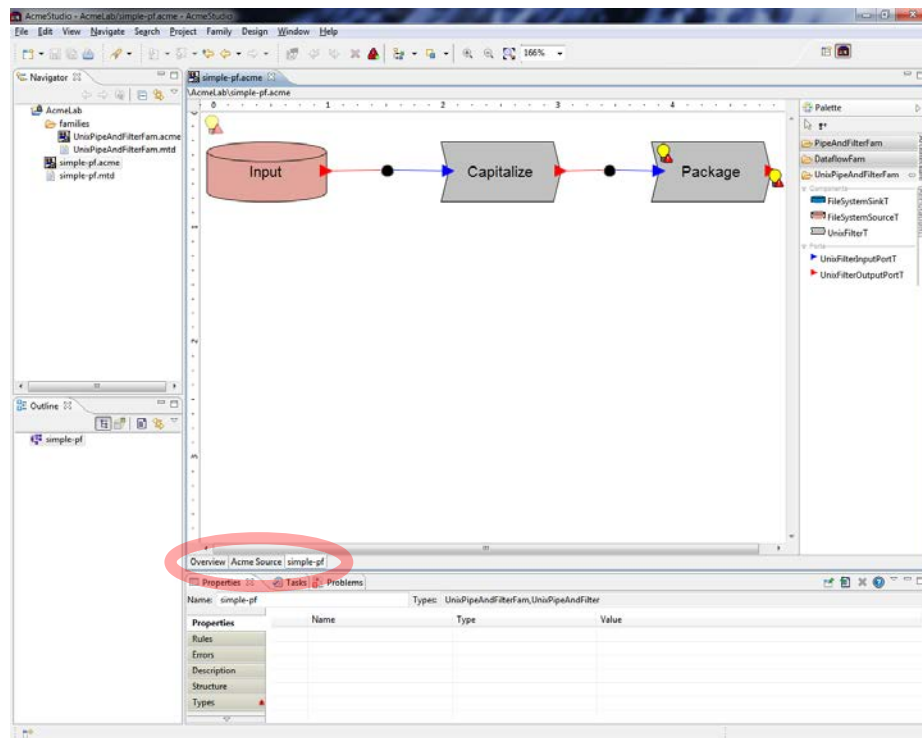 AcmeStudio - AcmeLab/simple-pf.acme - AcmeStudio
File Edit View Navigate Search Project Family Design Window Help
166%
Navigator
AcmeLab
families
UnixPipeAndFilterFam.acme
UnixPipeAndFilterFam.mtd
simple-pf.acme
simple-pf.mtd
Outline
simple-pf
simple-pf.acme
\AcmeLab\simple-pf.acme
0 1 2 3 4
Input
Capitalize
Package
Palette
PipeAndFilterFam
DataflowFam
UnixPipeAndFilterFam
Components
FileSystemSinkT
FileSystemSourceT
UnixFilterT
Ports
UnixFilterInputPortT
UnixFilterOutputPortT
Overview Acme Source simple-pf
Properties Tasks Problems
Name: simple-pf Types: UnixPipeAndFilterFam,UnixPipeAndFilter
Properties Name Type Value
Rules
Errors
Description
Structure
Types